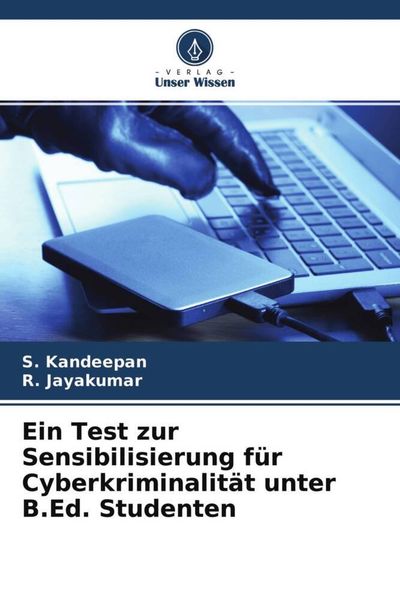 - VERLAG -
Unser Wissen
S. Kandeepan
R. Jayakumar
Ein Test zur
Sensibilisierung für
Cyberkriminalität unter
B.Ed. Studenten